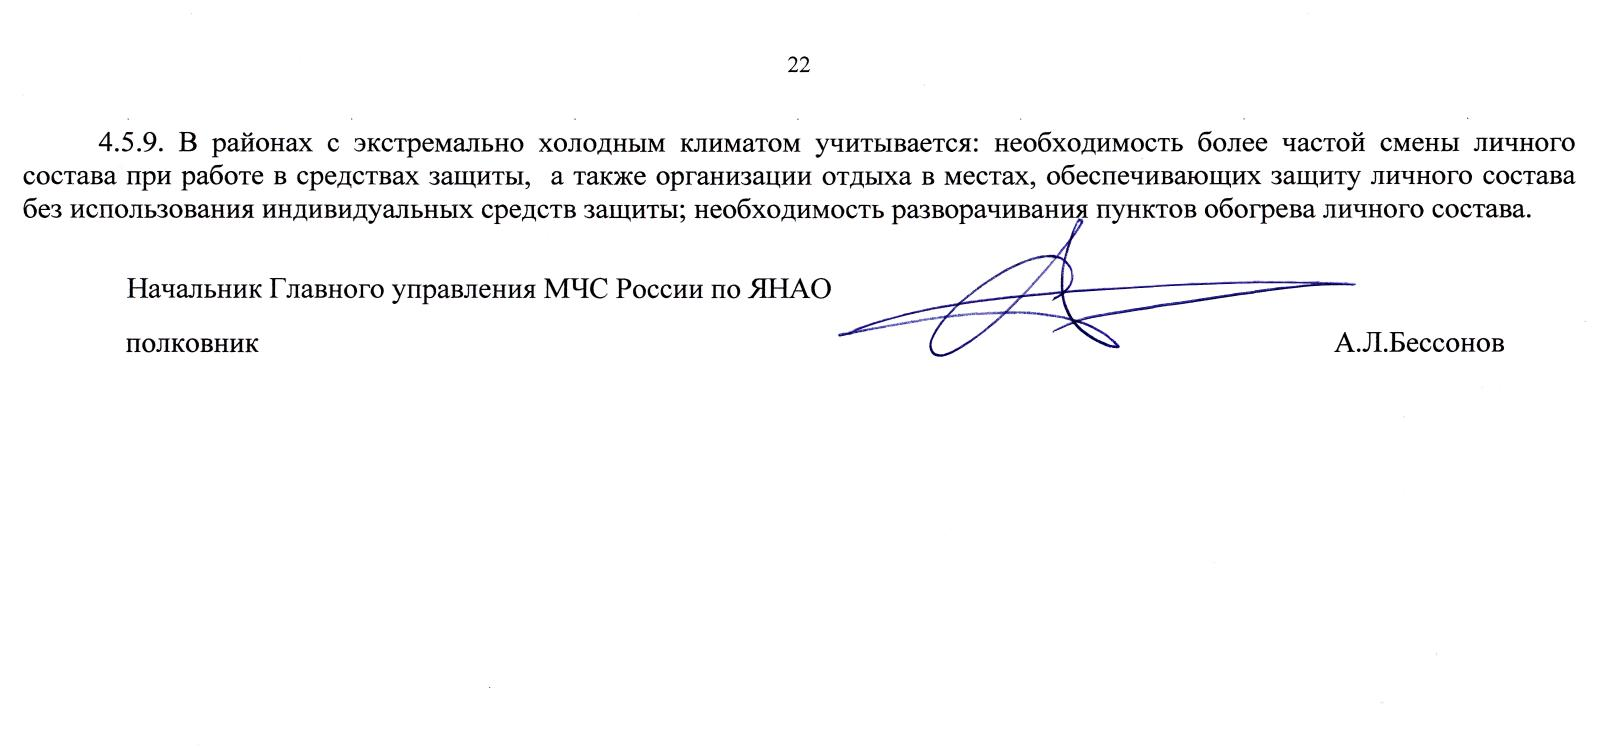 22
4.5.9. В районах с экстремально холодным климатом учитывается: необходимость более частой смены личного
состава при работе в средствах защиты, а также организации отдыха в местах, обеспечивающих защиту личного состава
без использования индивидуальных средств защиты; необходимость разворачивания пунктов обогрева личного состава.
Начальник Главного управления МЧС России по ЯНАО
полковник А.Л.Бессонов